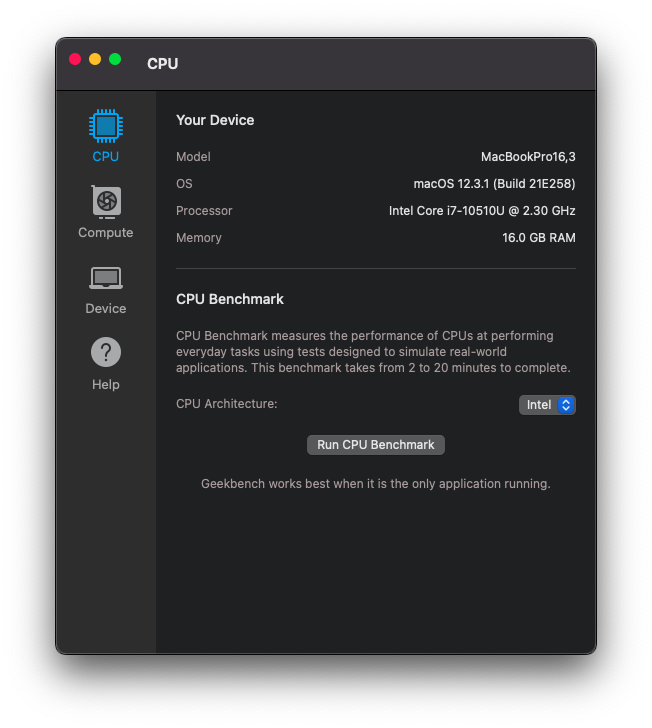 CPU
CPU
Compute
Device
Help
Your Device
Model MacBookPro16,3
OS macOS 12.3.1 (Build 21E258)
Processor Intel Core i7-10510U @ 2.30 GHz
Memory 16.0 GB RAM
CPU Benchmark
CPU Benchmark measures the performance of CPUs at performing
everyday tasks using tests designed to simulate real-world
applications. This benchmark takes from 2 to 20 minutes to complete.
CPU Architecture: Intel
Run CPU Benchmark
Geekbench works best when it is the only application running.